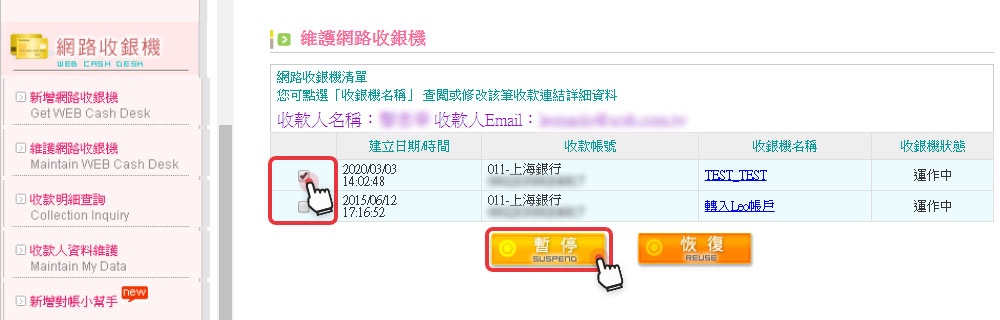 網路收銀機
WEB CASH DESK
新增網路收銀機
Get WEB Cash Desk
維護網路收銀機
Maintain WEB Cash Desk
收款明細查詢
Collection Inquiry
收款人資料維護
Maintain My Data
新增對帳小幫手 new
維護網路收銀機
網路收銀機清單
您可點選「收銀機名稱」 查閱或修改該筆收款連結詳細資料
收款人名稱： 收款人Email：
建立日期/時間 收款帳號 收銀機名稱 收銀機狀態
2020/03/03 14:02:48 011-上海銀行 TEST_TEST 運作中
2015/06/12 17:16:52 011-上海銀行 轉入Leo帳戶 運作中
暫停 恢復
SUSPEND REUSE